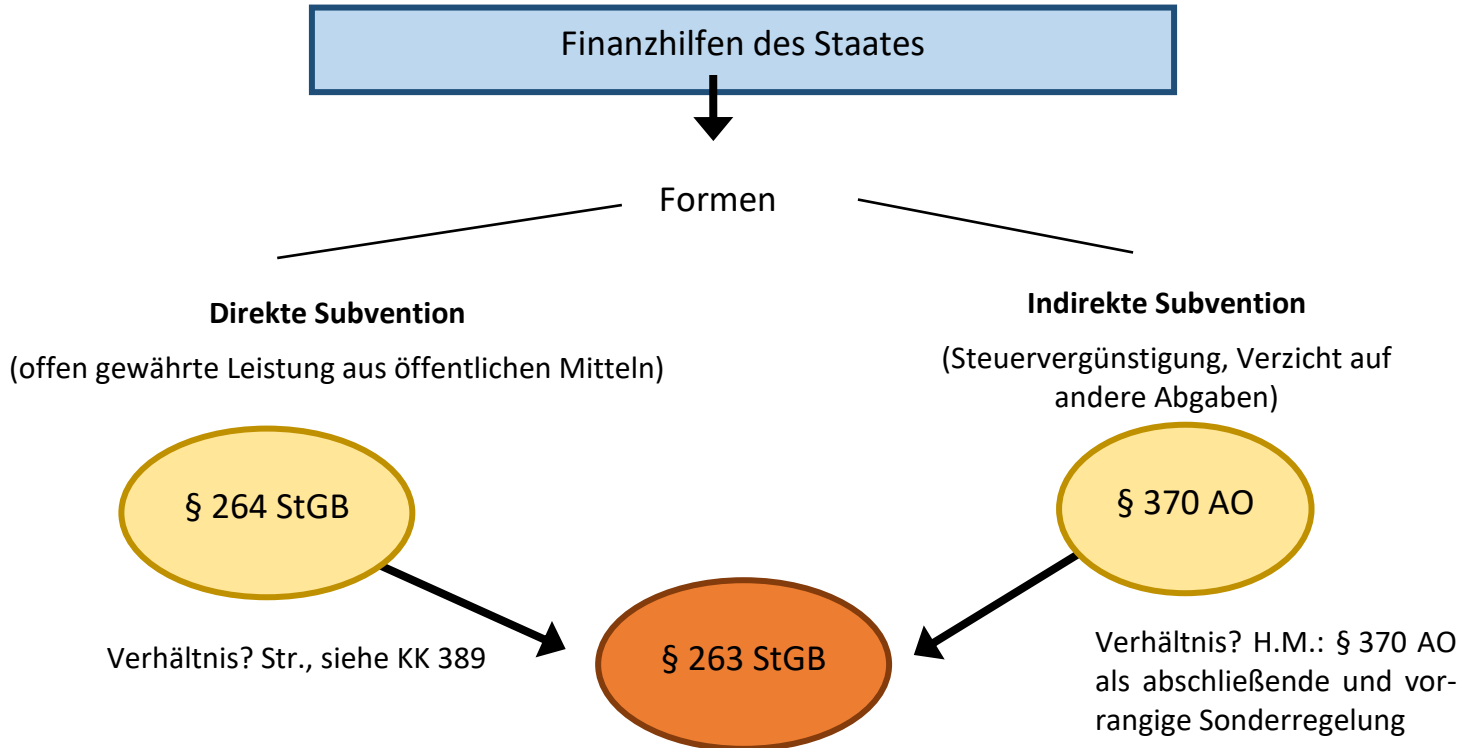 Finanzhilfen des Staates
Formen
Direkte Subvention
(offen gewährte Leistung aus öffentlichen Mitteln)
Indirekte Subvention
(Steuervergünstigung, Verzicht auf
andere Abgaben)
§ 264 StGB
§ 370 AO
Verhältnis? Str., siehe KK 389
§ 263 StGB
Verhältnis? H.M.: § 370 AO
als abschließende und vor-
rangige Sonderregelung